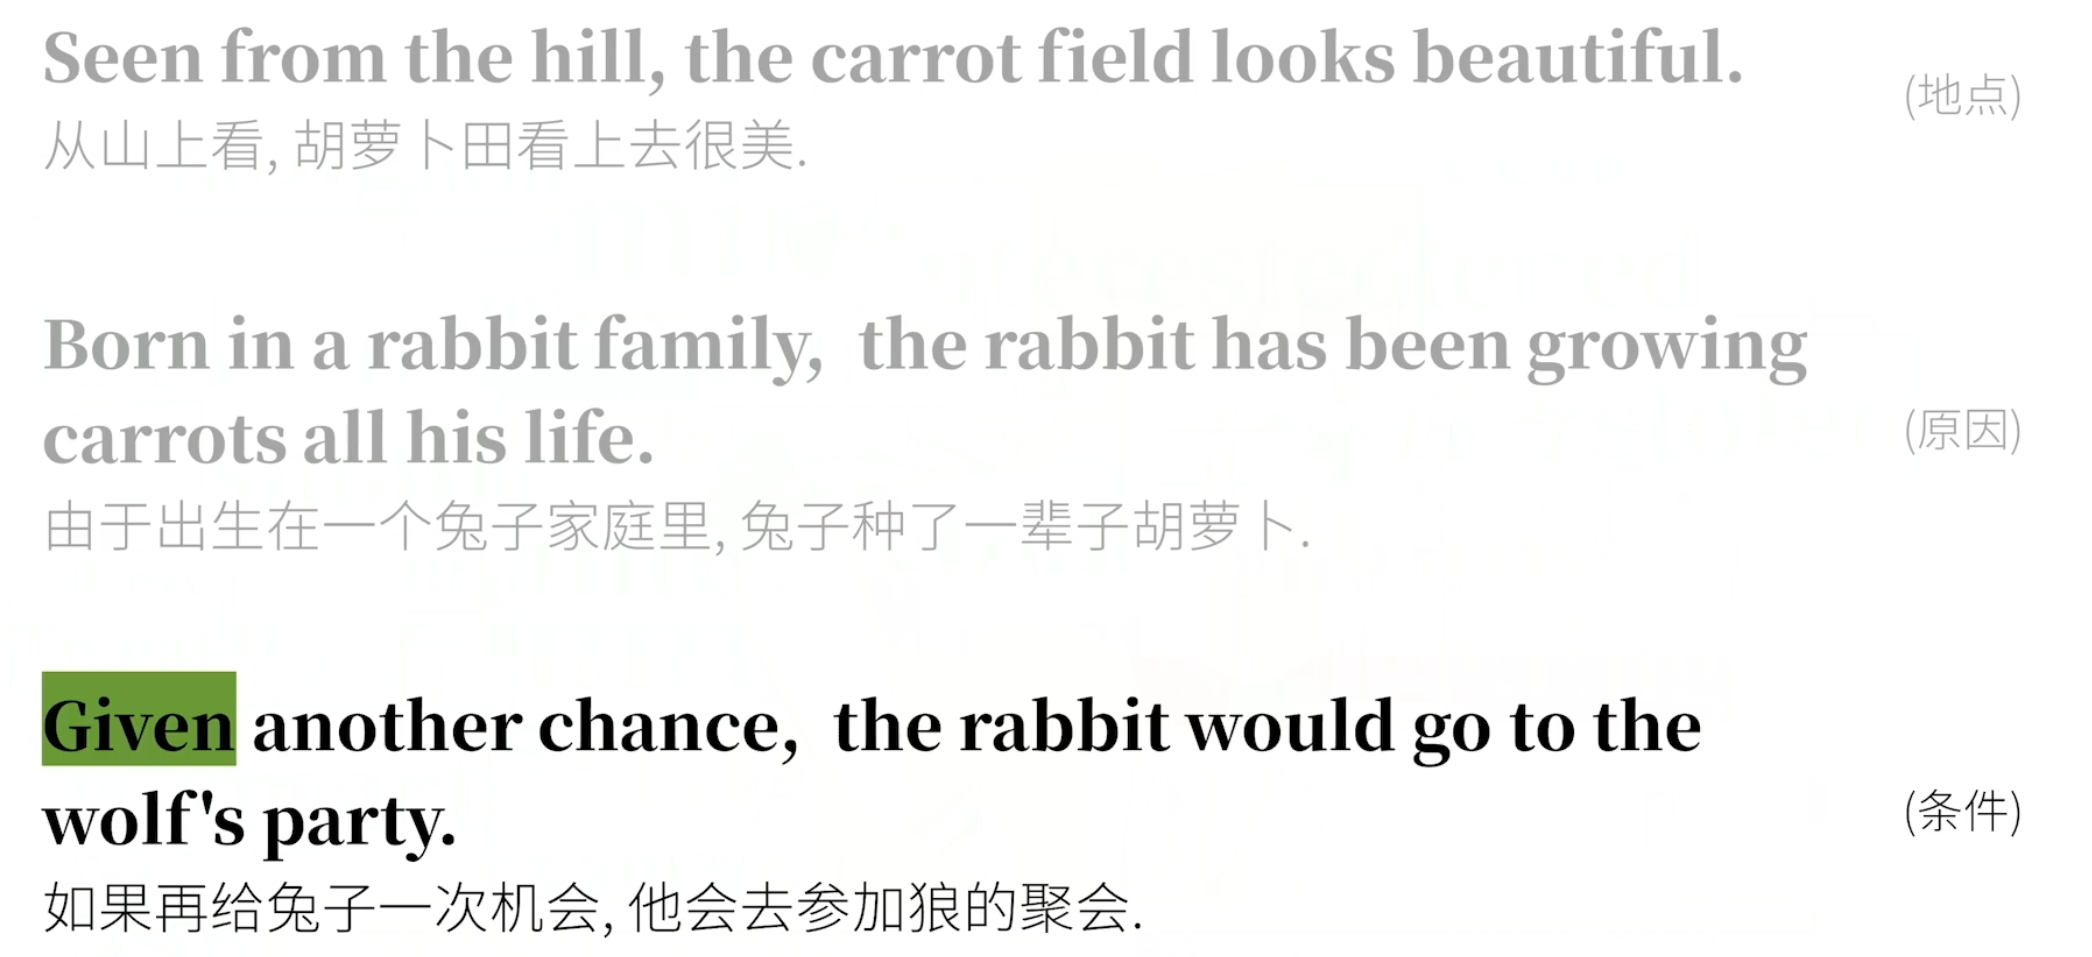 Seen from the hill, the carrot field looks beautiful.
(地点)
从山上看, 胡萝卜田看上去很美.
Born in a rabbit family, the rabbit has been growing
carrots all his life.
(原因)
由于出生在一个兔子家庭里, 兔子种了一辈子胡萝卜.
Given another chance, the rabbit would go to the
wolf's party.
(条件)
如果再给兔子一次机会, 他会去参加狼的聚会.